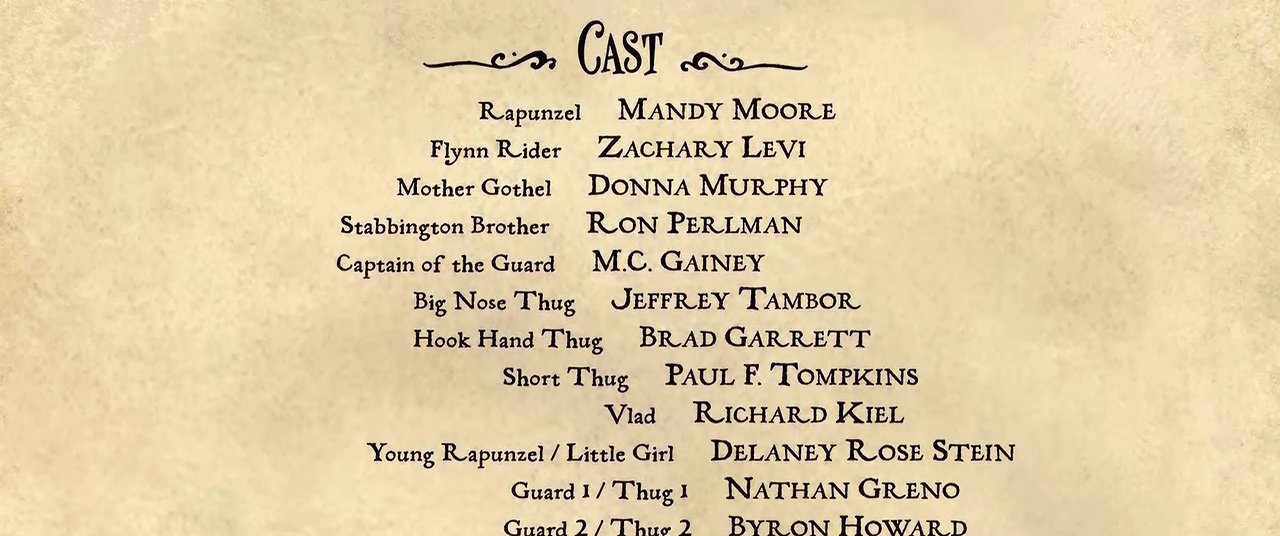 Cast
Rapunzel Mandy Moore
Flynn Rider Zachary Levi
Mother Gothel Donna Murphy
Stabbington Brother Ron Perlman
Captain of the Guard M.C. Gainey
Big Nose Thug Jeffrey Tambor
Hook Hand Thug Brad Garrett
Short Thug Paul F. Tompkins
Vlad Richard Kiel
Young Rapunzel / Little Girl Delaney Rose Stein
Guard 1 / Thug 1 Nathan Greno
Guard 2 / Thug 2 Byron Howard